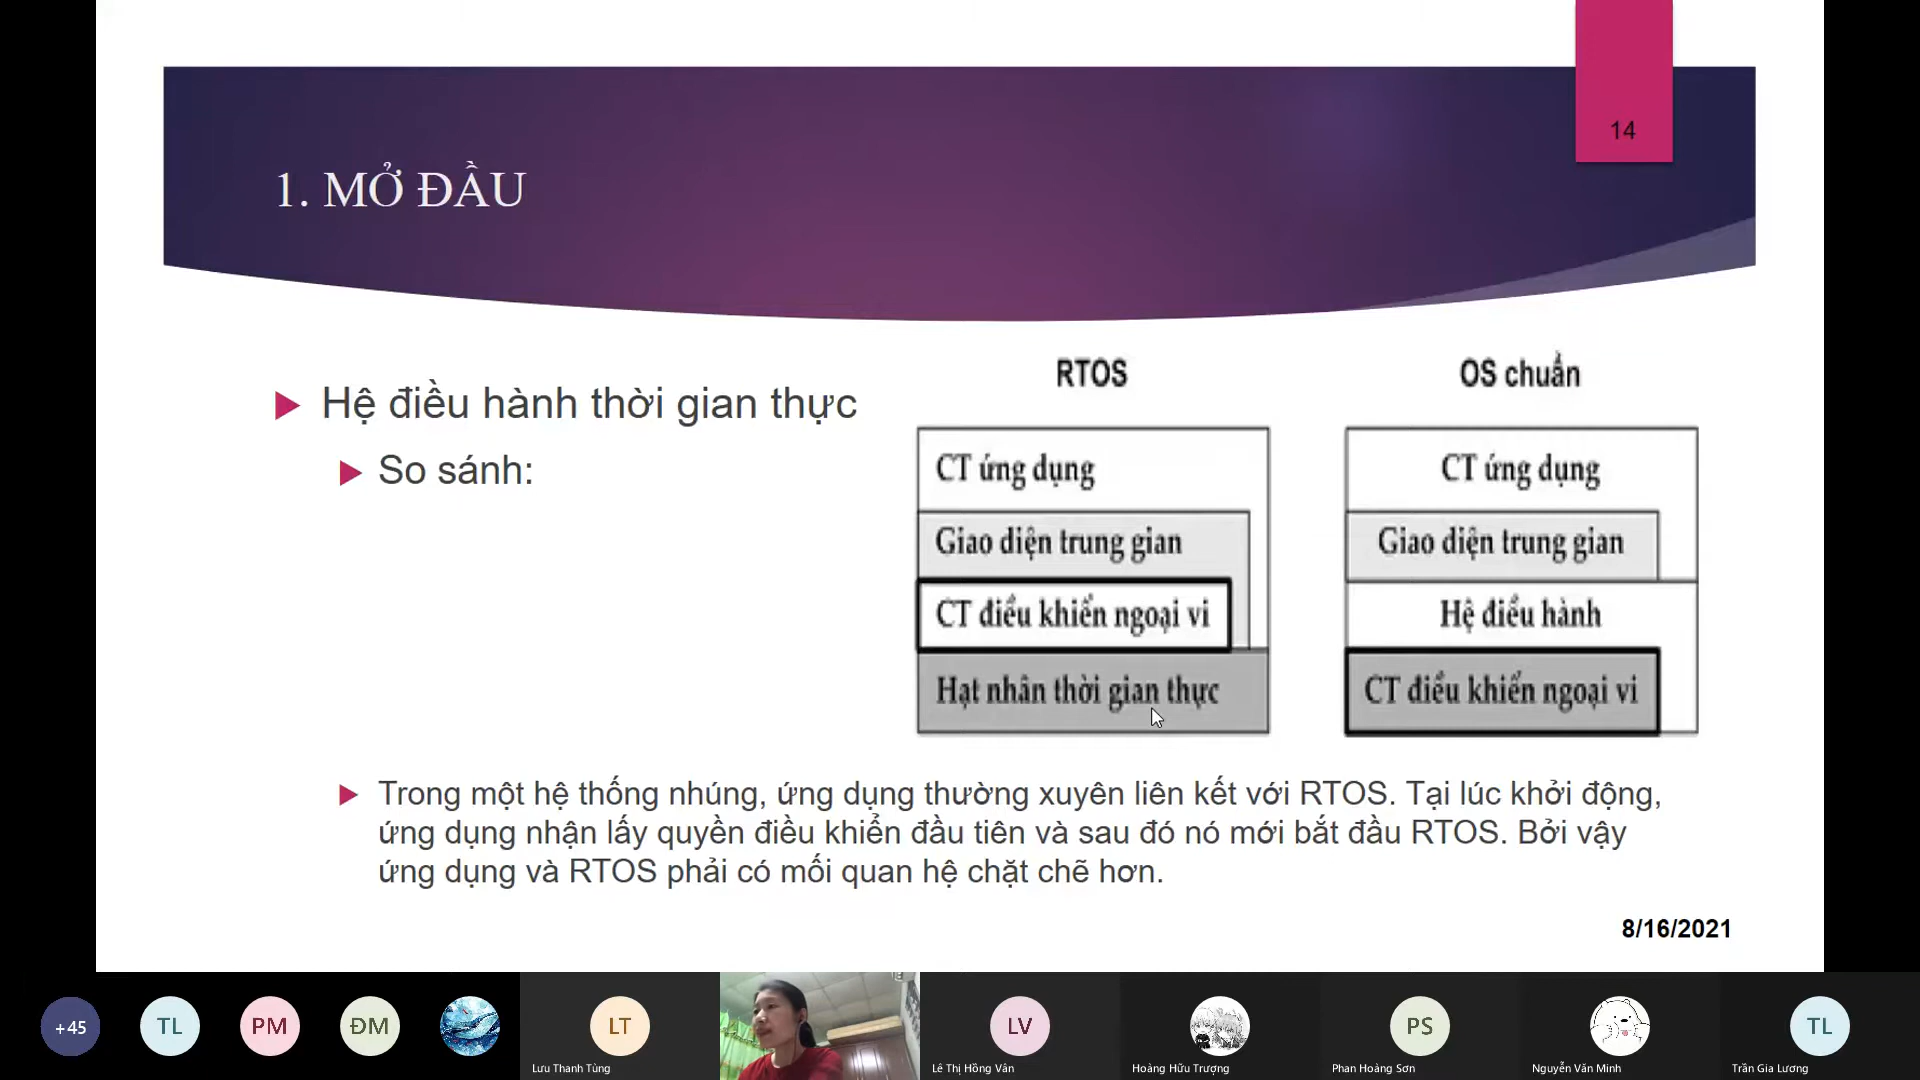 14
1. MỞ ĐẦU
Hệ điều hành thời gian thực
So sánh:
RTOS
CT ứng dụng
Giao diện trung gian
CT điều khiển ngoại vi
Hạt nhân thời gian thực
OS chuẩn
CT ứng dụng
Giao diện trung gian
Hệ điều hành
CT điều khiển ngoại vi
Trong một hệ thống nhúng, ứng dụng thường xuyên liên kết với RTOS. Tại lúc khởi động,
ứng dụng nhận lấy quyền điều khiển đầu tiên và sau đó nó mới bắt đầu RTOS. Bởi vậy
ứng dụng và RTOS phải có mối quan hệ chặt chẽ hơn.
8/16/2021
+45
TL
PM
ĐM
LT
Lưu Thanh Tùng
LV
Lê Thị Hồng Vân
Hoàng Hữu Trượng
PS
Phan Hoàng Sơn
Nguyễn Văn Minh
TL
Trần Gia Lương